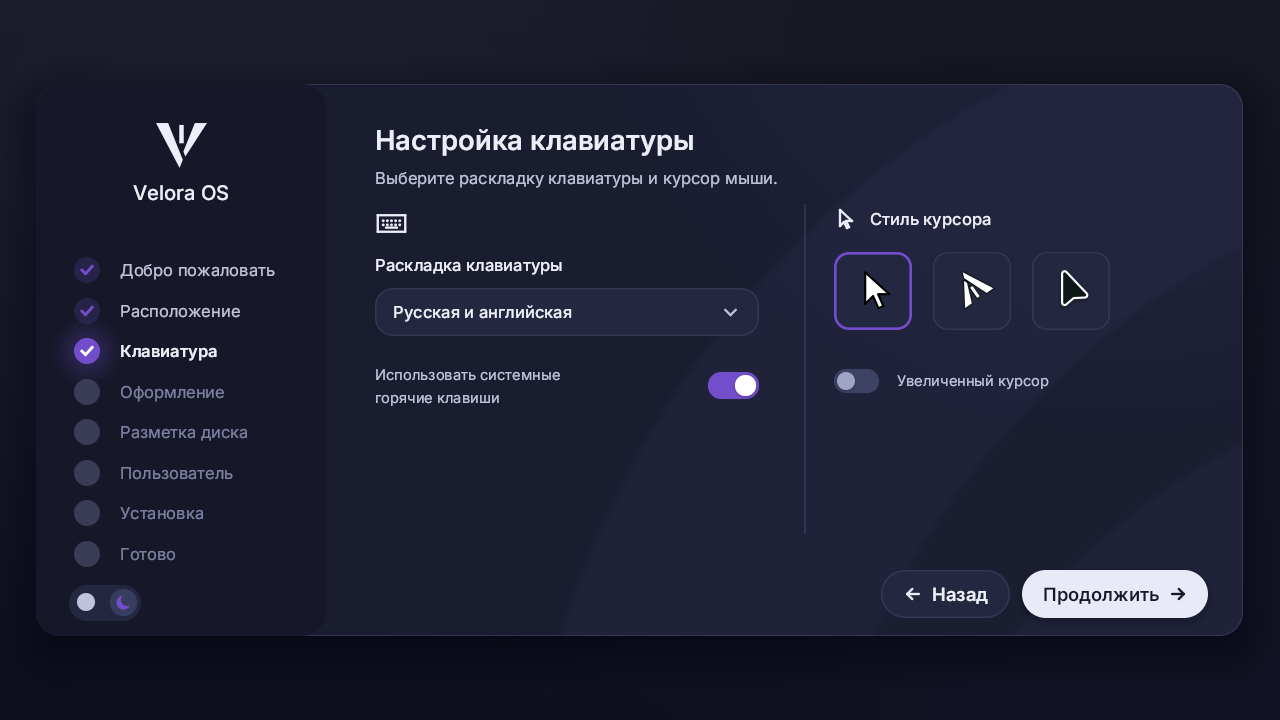 Velora OS
Добро пожаловать
Расположение
Клавиатура
Оформление
Разметка диска
Пользователь
Установка
Готово
Настройка клавиатуры
Выберите раскладку клавиатуры и курсор мыши.
Раскладка клавиатуры
Русская и английская
Использовать системные
горячие клавиши
Стиль курсора
Увеличенный курсор
Назад
Продолжить